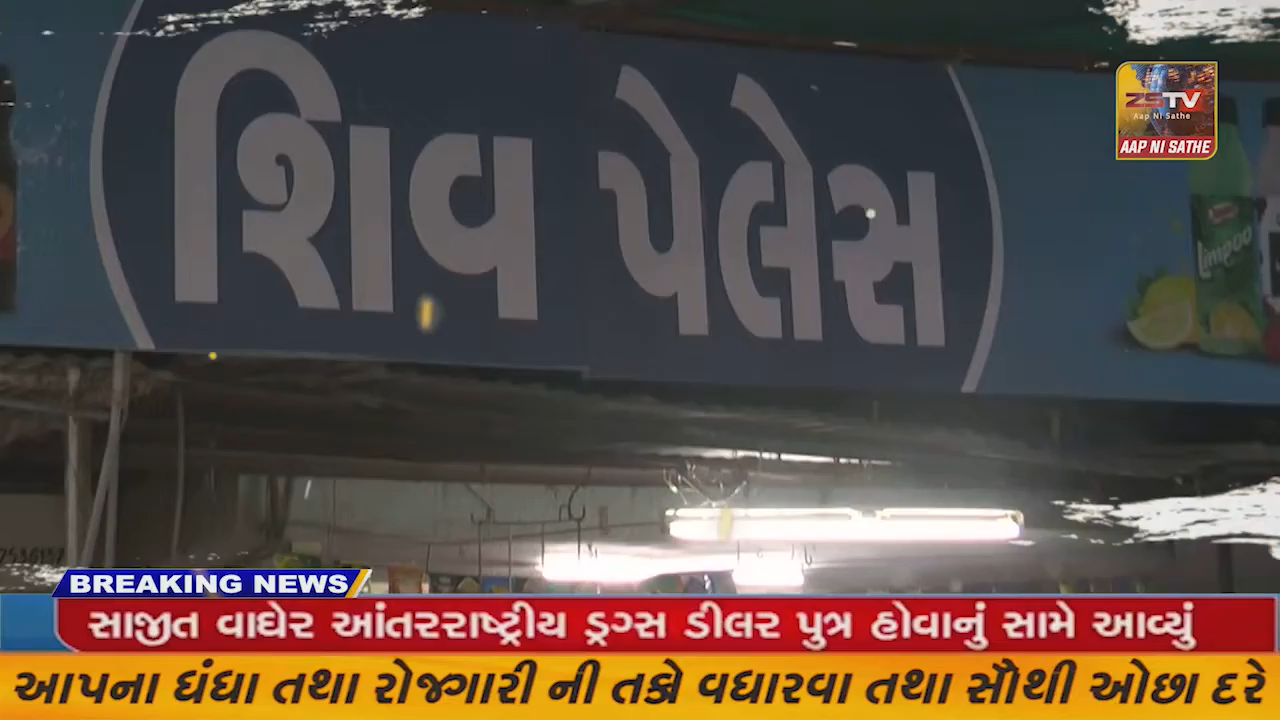 શિવ પેલેસ
ZSTV
Aap Ni Sathe
AAP NI SATHE
Limgoo
BREAKING NEWS
સાજીત વાઘેર આંતરરાષ્ટ્રીય ડ્રગ્સ ડીલર પુત્ર હોવાનું સામે આવ્યું
આપના ધંધા તથા રોજગારી ની તકો વધારવા તથા સૌથી ઓછા દરે